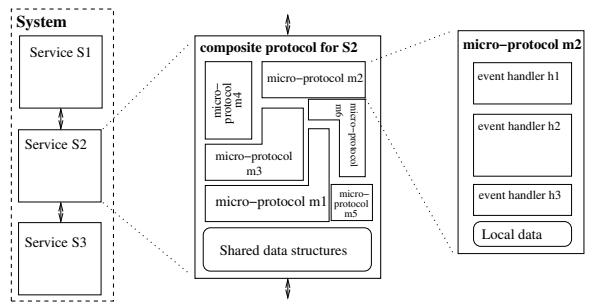 System
Service S1
Service S2
Service S3
composite protocol for S2
micro-
protocol
m4
micro-protocol m2
micro-protocol
m6
micro-protocol
m3
micro-protocol m1
micro-
protocol
m5
Shared data structures
micro-protocol m2
event handler h1
event handler h2
event handler h3
Local data